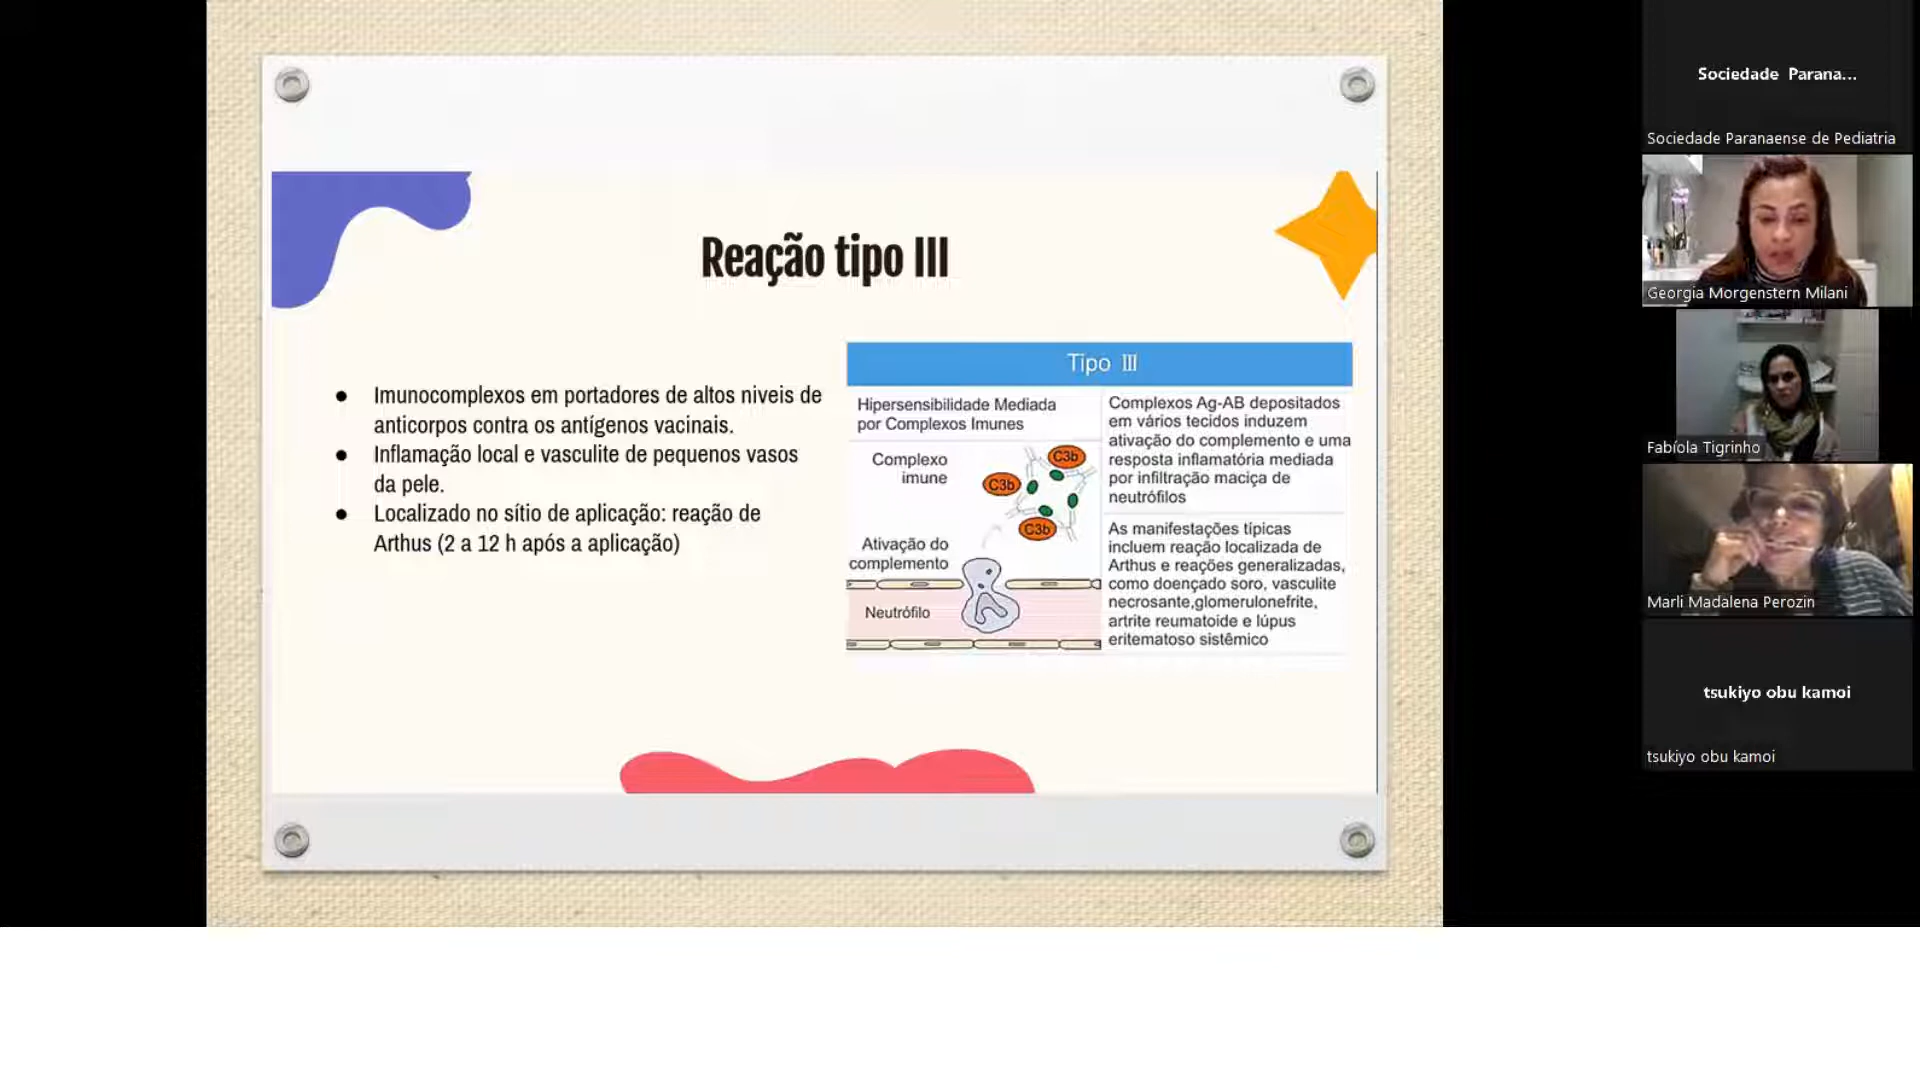 Reação tipo III
● Imunocomplexos em portadores de altos niveis de
anticorpos contra os antígenos vacinais.
● Inflamação local e vasculite de pequenos vasos
da pele.
● Localizado no sítio de aplicação: reação de
Arthus (2 a 12 h após a aplicação)
Tipo III
Hipersensibilidade Mediada
por Complexos Imunes
Complexo
imune
C3b
C3b
C3b
Ativação do
complemento
Neutrófilo
Complexos Ag-AB depositados
em vários tecidos induzem
ativação do complemento e uma
resposta inflamatória mediada
por infiltração maciça de
neutrófilos
As manifestações típicas
incluem reação localizada de
Arthus e reações generalizadas,
como doençado soro, vasculite
necrosante,glomerulonefrite,
artrite reumatoide e lúpus
eritematoso sistêmico
Sociedade Parana...
Sociedade Paranaense de Pediatria
Georgia Morgenstern Milani
Fabíola Tigrinho
Marli Madalena Perozin
tsukiyo obu kamoi
tsukiyo obu kamoi